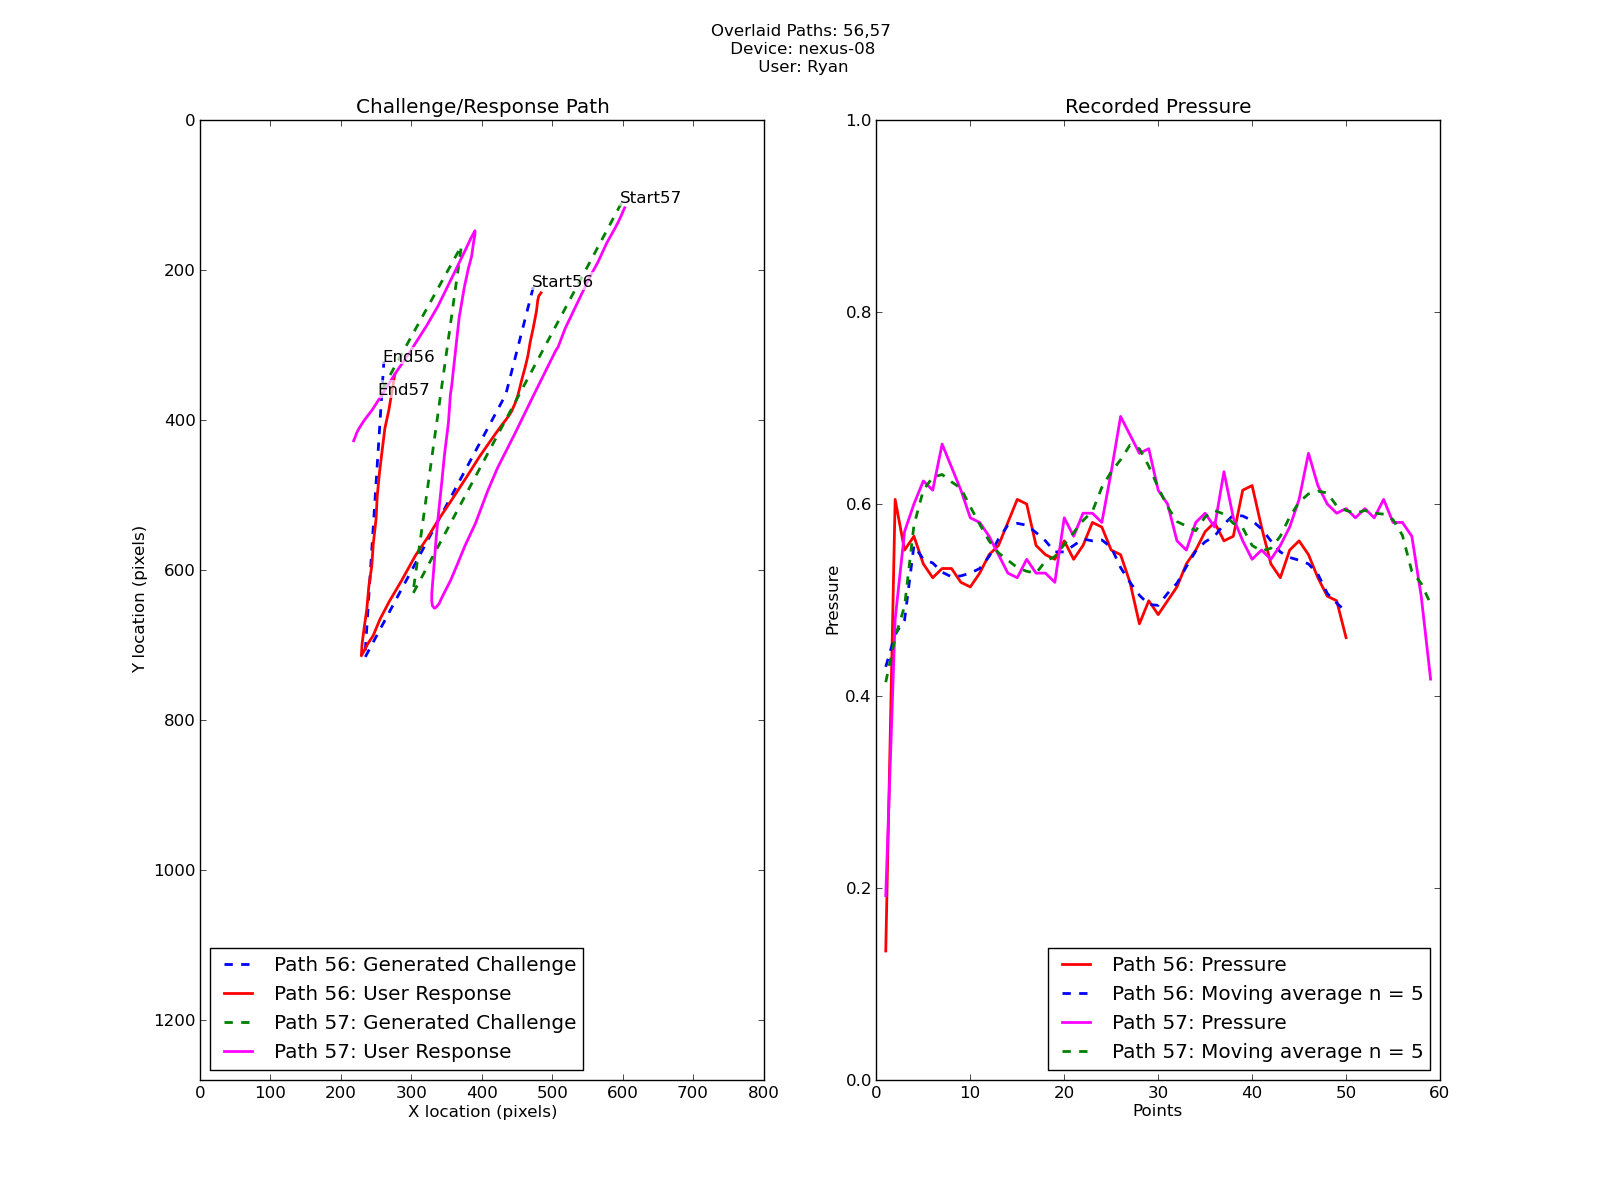 Overlaid Paths: 56,57
Device: nexus-08
User: Ryan
Challenge/Response Path
0
200
400
600
800
1000
1200
Y location (pixels)
Start57
Start56
End56
End57
Path 56: Generated Challenge
Path 56: User Response
Path 57: Generated Challenge
Path 57: User Response
0 100 200 300 400 500 600 700 800
X location (pixels)
Recorded Pressure
1.0
0.8
0.6
0.4
0.2
0.0
Pressure
Path 56: Pressure
Path 56: Moving average n = 5
Path 57: Pressure
Path 57: Moving average n = 5
0 10 20 30 40 50 60
Points